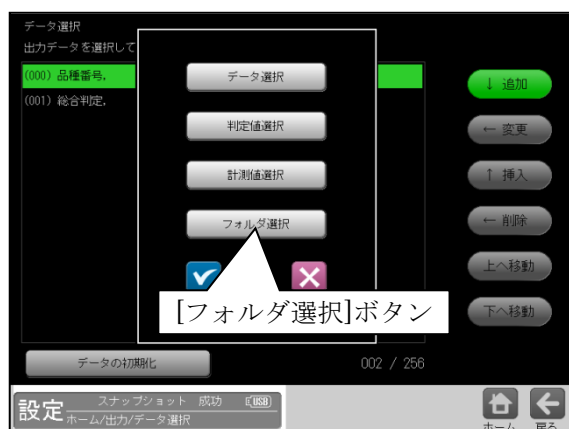 データ選択
出力データを選択して
(000) 品種番号,
(001) 総合判定,
データ選択
判定値選択
計測値選択
フォルダ選択
[フォルダ選択]ボタン
↓ 追加
← 変更
↑ 挿入
← 削除
上へ移動
下へ移動
データの初期化
002 / 256
設定
スナップショット 成功 USB
ホーム/出力/データ選択
ホーム
戻る